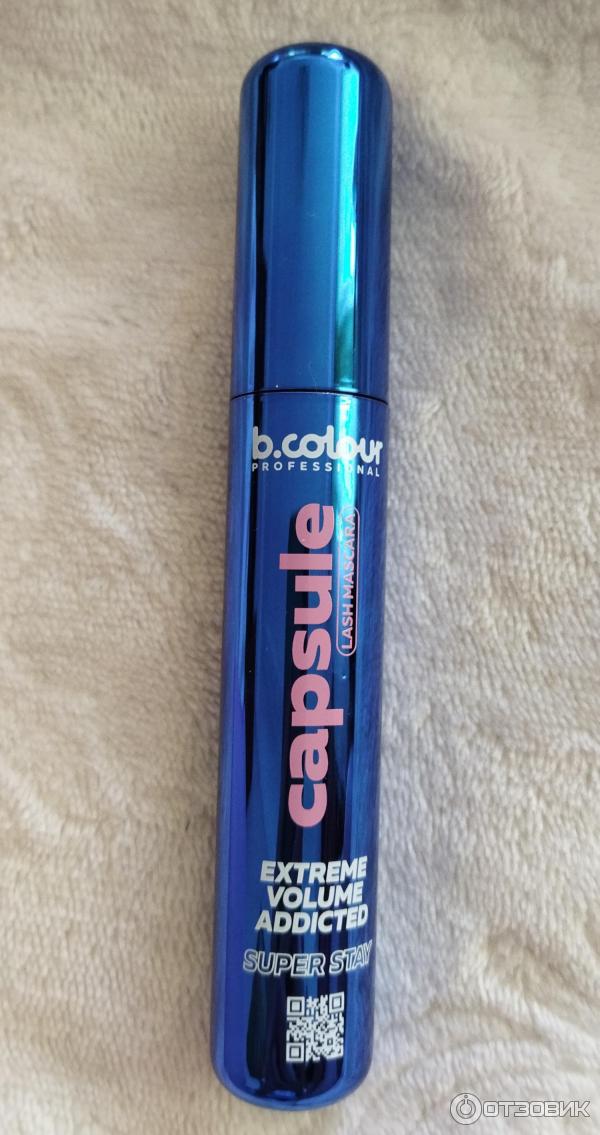 b.colour
PROFESSIONAL
capsule
LASH MASCARA
EXTREME
VOLUME
ADDICTED
SUPER STAY
ОТЗОВИК